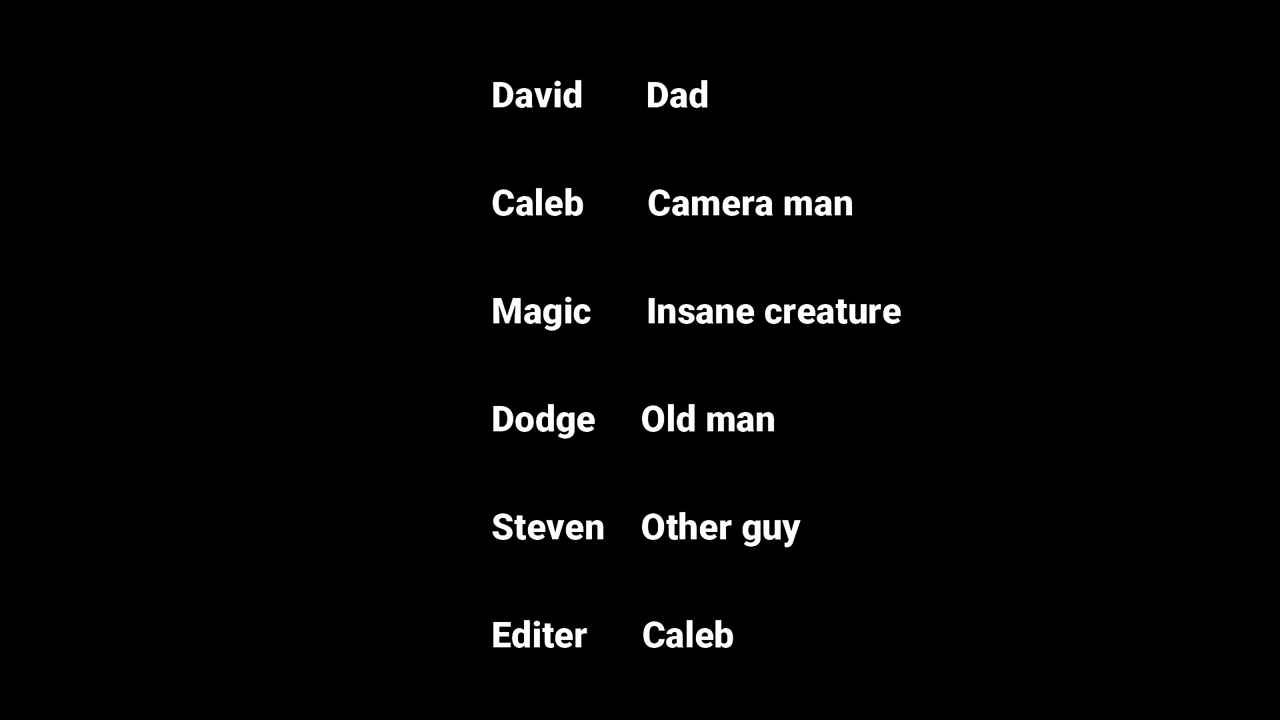 David Dad
Caleb Camera man
Magic Insane creature
Dodge Old man
Steven Other guy
Editer Caleb